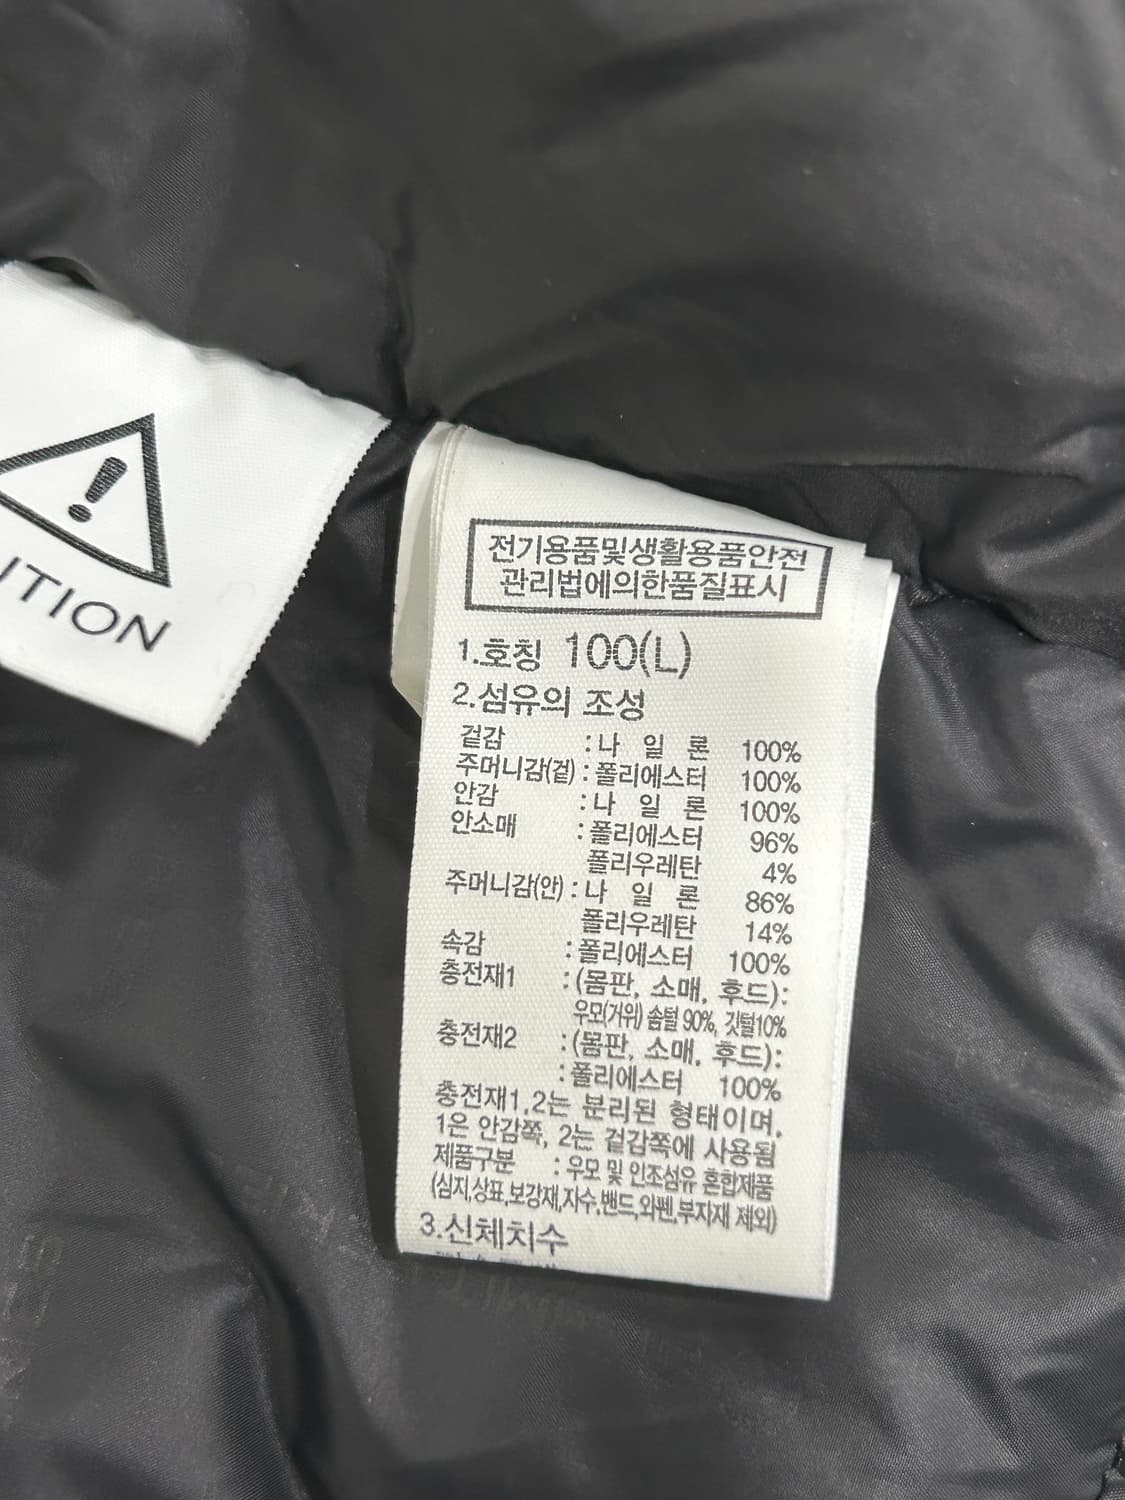 !
UTION
전기용품및생활용품안전
관리법에의한품질표시
1.호칭 100(L)
2.섬유의 조성
겉감 :나 일 론 100%
주머니감(겉) :폴리에스터 100%
안감 :나 일 론 100%
안소매 :폴리에스터 96%
폴리우레탄 4%
주머니감(안) :나 일 론 86%
폴리우레탄 14%
속감 :폴리에스터 100%
충전재1 :(몸판, 소매, 후드):
우모(거위) 솜털 90%, 깃털10%
충전재2 :(몸판, 소매, 후드):
:폴리에스터 100%
충전재1,2는 분리된 형태이며,
1은 안감쪽, 2는 겉감쪽에 사용됨
제품구분 :우모 및 인조섬유 혼합제품
(심지,상표,보강재,자수,밴드,와펜,부자재 제외)
3.신체치수